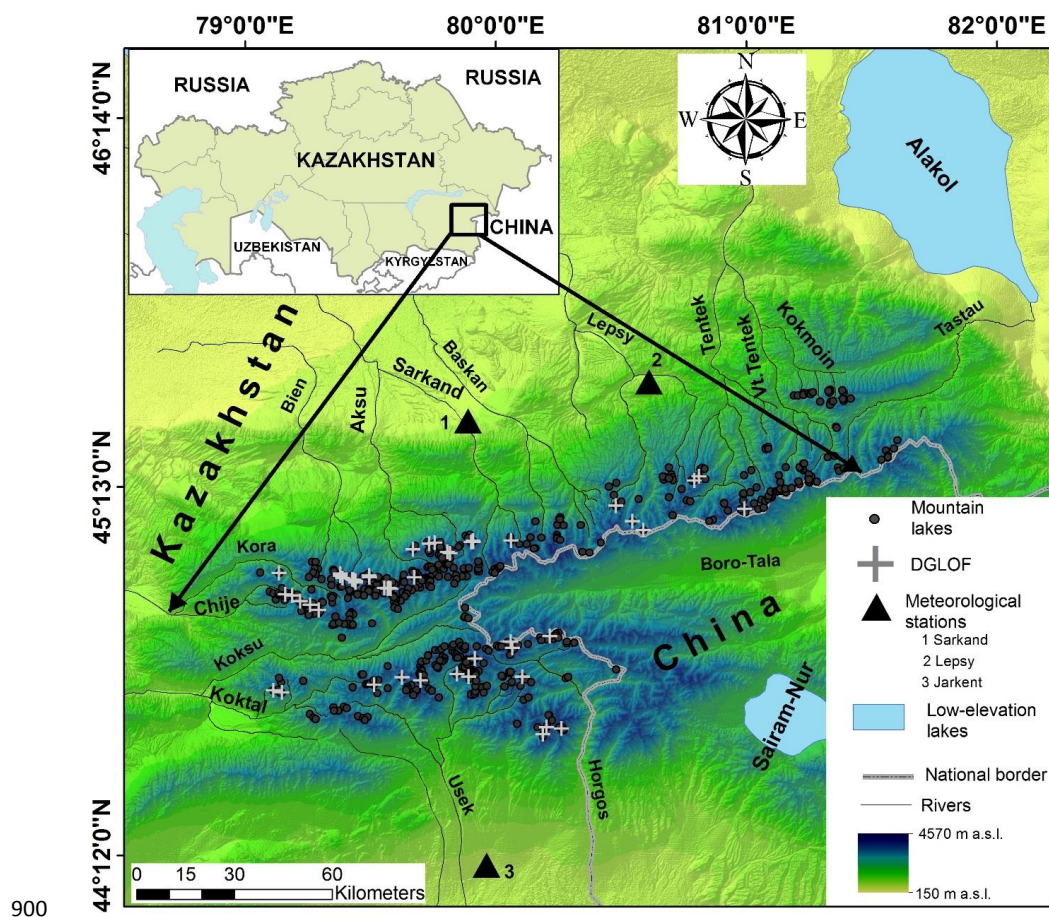 79°0'0"E 80°0'0"E 81°0'0"E 82°0'0"E
46°14'0"N
45°13'0"N
44°12'0"N
RUSSIA
RUSSIA
KAZAKHSTAN
CHINA
UZBEKISTAN
KYRGYZSTAN
N
W E
S
Alakol
Kazakhstan
Bien
Aksu
Sarkand
Baskan
Lepsy
Tentek
Vt.Tentek
Kokmoin
Tastau
1
2
Kora
Chije
Koksu
Koktal
Boro-Tala
China
Sairam-Nur
Usek
Horgos
3
Mountain
lakes
DGLOF
Meteorological
stations
1 Sarkand
2 Lepsy
3 Jarkent
Low-elevation
lakes
National border
Rivers
4570 m a.s.l.
150 m a.s.l.
0 15 30 60
Kilometers
900